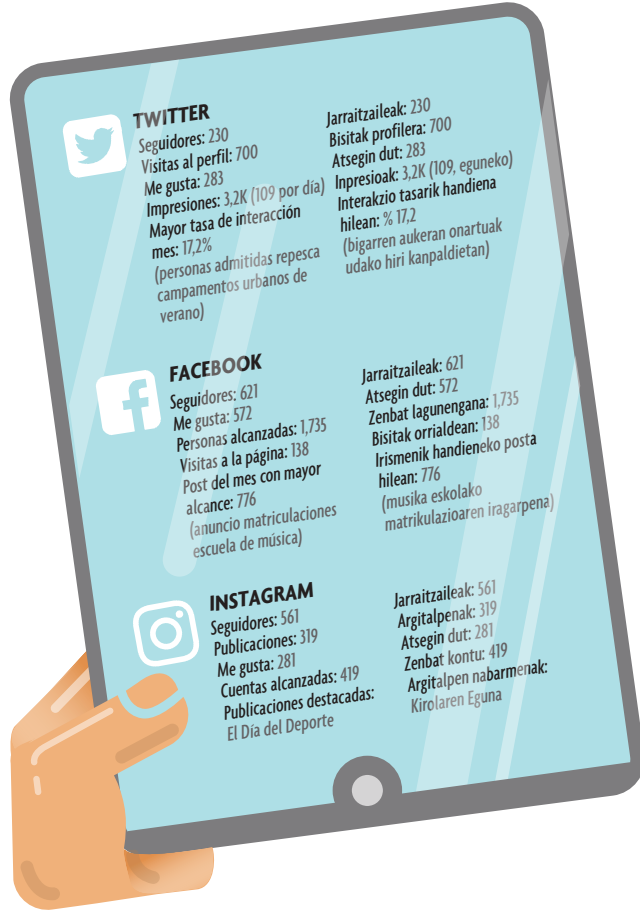 TWITTER
Seguidores: 230
Visitas al perfil: 700
Me gusta: 283
Impresiones: 3,2K (109 por día)
Mayor tasa de interacción
mes: 17,2%
(personas admitidas repesca
campamentos urbanos de
verano)
Jarraitzaileak: 230
Bisitak profilera: 700
Atsegin dut: 283
Inpresioak: 3,2K (109, eguneko)
Interakzio tasarik handiena
hilean: % 17,2
(bigarren aukeran onartuak
udako hiri kanpaldietan)
FACEBOOK
Seguidores: 621
Me gusta: 572
Personas alcanzadas: 1,735
Visitas a la página: 138
Post del mes con mayor
alcance: 776
(anuncio matriculaciones
escuela de música)
Jarraitzaileak: 621
Atsegin dut: 572
Zenbat lagunengana: 1,735
Bisitak orrialdean: 138
Irismenik handieneko posta
hilean: 776
(musika eskolako
matrikulazioaren iragarpena)
INSTAGRAM
Seguidores: 561
Publicaciones: 319
Me gusta: 281
Cuentas alcanzadas: 419
Publicaciones destacadas:
El Día del Deporte
Jarraitzaileak: 561
Argitalpenak: 319
Atsegin dut: 281
Zenbat kontu: 419
Argitalpen nabarmenak:
Kirolaren Eguna